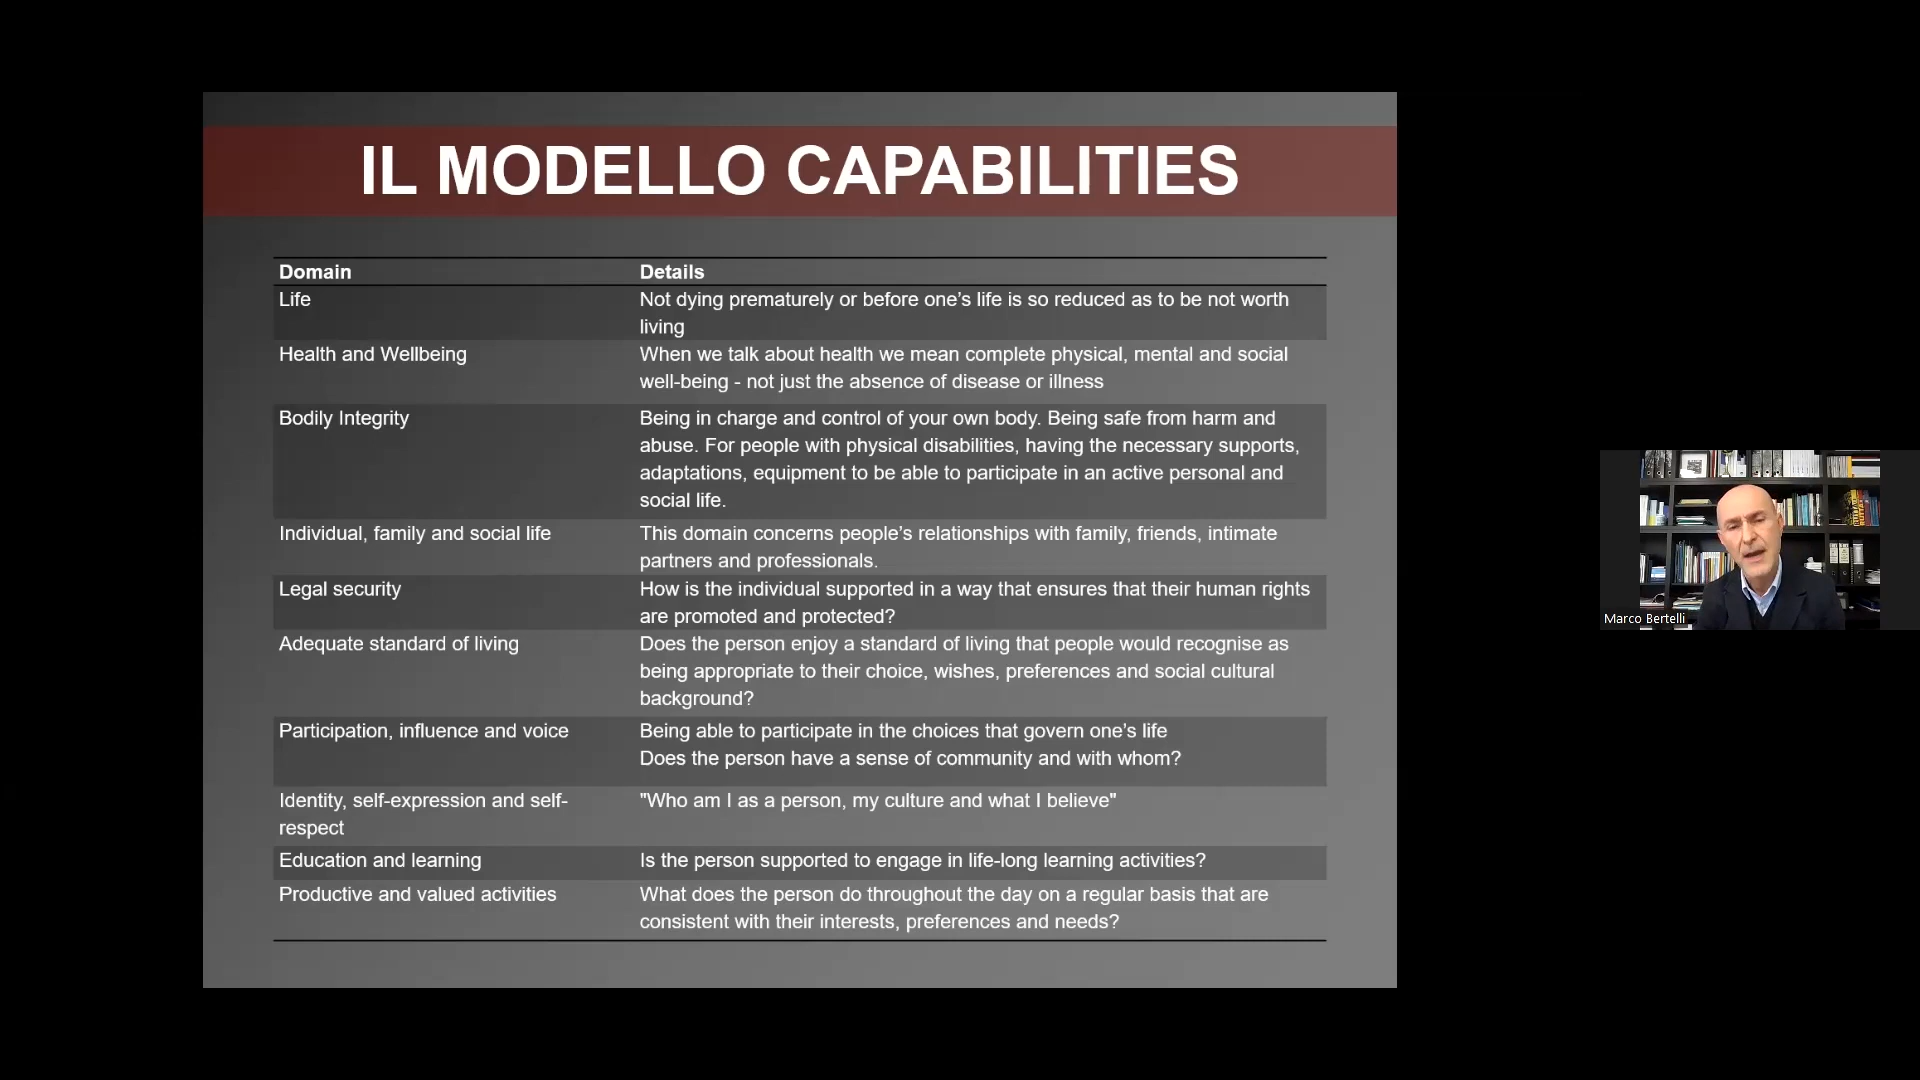 IL MODELLO CAPABILITIES
Domain
Details
Life
Not dying prematurely or before one’s life is so reduced as to be not worth
living
Health and Wellbeing
When we talk about health we mean complete physical, mental and social
well-being - not just the absence of disease or illness
Bodily Integrity
Being in charge and control of your own body. Being safe from harm and
abuse. For people with physical disabilities, having the necessary supports,
adaptations, equipment to be able to participate in an active personal and
social life.
Individual, family and social life
This domain concerns people’s relationships with family, friends, intimate
partners and professionals.
Legal security
How is the individual supported in a way that ensures that their human rights
are promoted and protected?
Adequate standard of living
Does the person enjoy a standard of living that people would recognise as
being appropriate to their choice, wishes, preferences and social cultural
background?
Participation, influence and voice
Being able to participate in the choices that govern one’s life
Does the person have a sense of community and with whom?
Identity, self-expression and self-
respect
"Who am I as a person, my culture and what I believe"
Education and learning
Is the person supported to engage in life-long learning activities?
Productive and valued activities
What does the person do throughout the day on a regular basis that are
consistent with their interests, preferences and needs?
Marco Bertelli